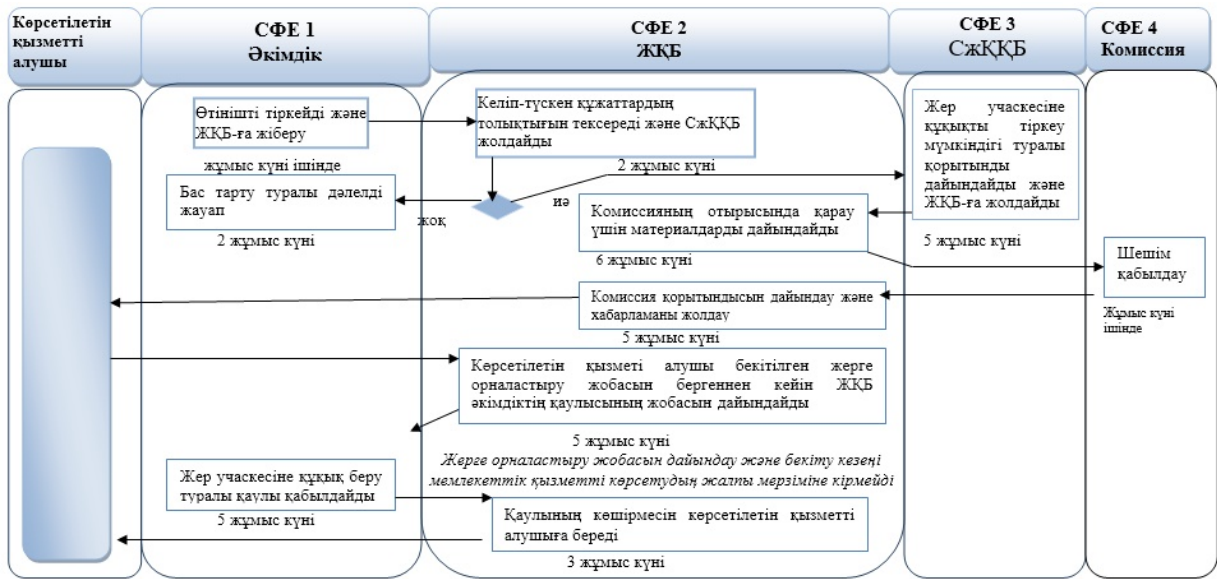 Көрсетілетін
қызметті
алушы
СФЕ 1
Әкімдік
СФЕ 2
ЖҚБ
СФЕ 3
СжҚҚБ
СФЕ 4
Комиссия
Өтінішті тіркейді және
ЖҚБ-ға жіберу
жұмыс күні ішінде
Келіп-түскен құжаттардың
толықтығын тексереді және СжҚҚБ
жолдайды
2 жұмыс күні
Жер учаскесіне
құқықты тіркеу
мүмкіндігі туралы
қорытынды
дайындайды және
ЖҚБ-ға жолдайды
5 жұмыс күні
Бас тарту туралы дәлелді
жауап
2 жұмыс күні
жоқ
иә
Комиссияның отырысында қарау
үшін материалдарды дайындайды
6 жұмыс күні
Шешім
қабылдау
Жұмыс күні
ішінде
Комиссия қорытындысын дайындау және
хабарламаны жолдау
5 жұмыс күні
Көрсетілетін қызметі алушы бекітілген жерге
орналастыру жобасын бергеннен кейін ЖҚБ
әкімдіктің қаулысының жобасын дайындайды
5 жұмыс күні
Жерге орналастыру жобасын дайындау және бекіту кезеңі
мемлекеттік қызметті көрсетудың жалпы мерзіміне кірмейді
Жер учаскесіне құқық беру
туралы қаулы қабылдайды
5 жұмыс күні
Қаулының көшірмесін көрсетілетін қызметті
алушыға береді
3 жұмыс күні